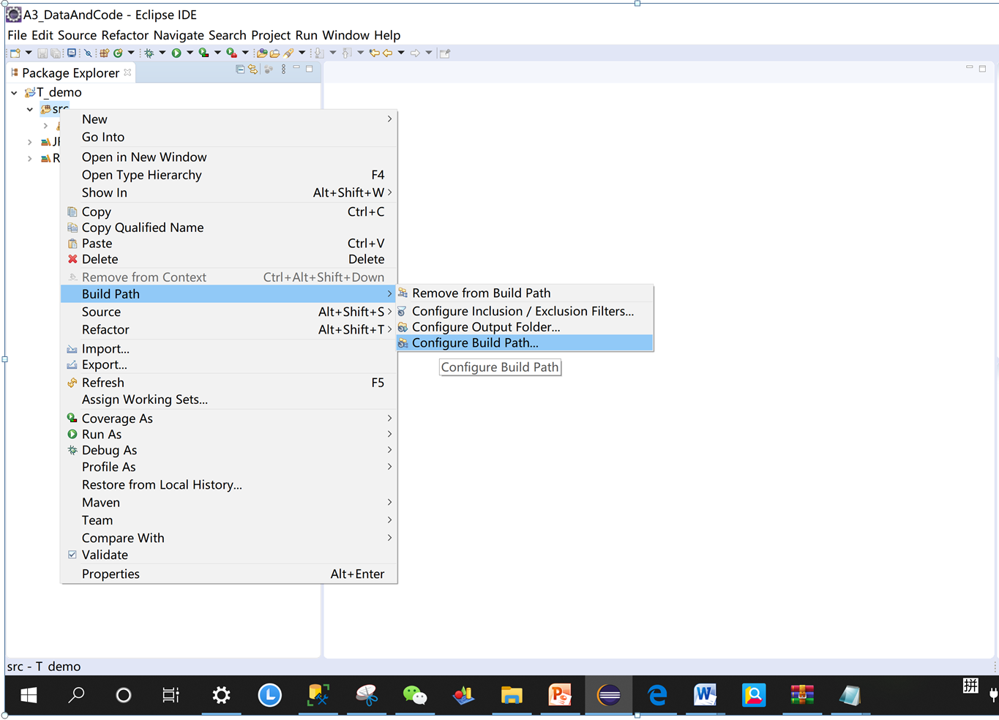 A3_DataAndCode - Eclipse IDE
File Edit Source Refactor Navigate Search Project Run Window Help
Package Explorer
T_demo
src
New
Go Into
Open in New Window
Open Type Hierarchy F4
Show In Alt+Shift+W
Copy Ctrl+C
Copy Qualified Name
Paste Ctrl+V
Delete Delete
Remove from Context Ctrl+Alt+Shift+Down
Build Path
Source Alt+Shift+S
Refactor Alt+Shift+T
Import...
Export...
Refresh F5
Assign Working Sets...
Coverage As
Run As
Debug As
Profile As
Restore from Local History...
Maven
Team
Compare With
Validate
Properties Alt+Enter
Remove from Build Path
Configure Inclusion / Exclusion Filters...
Configure Output Folder...
Configure Build Path...
Configure Build Path
src - T demo
拼